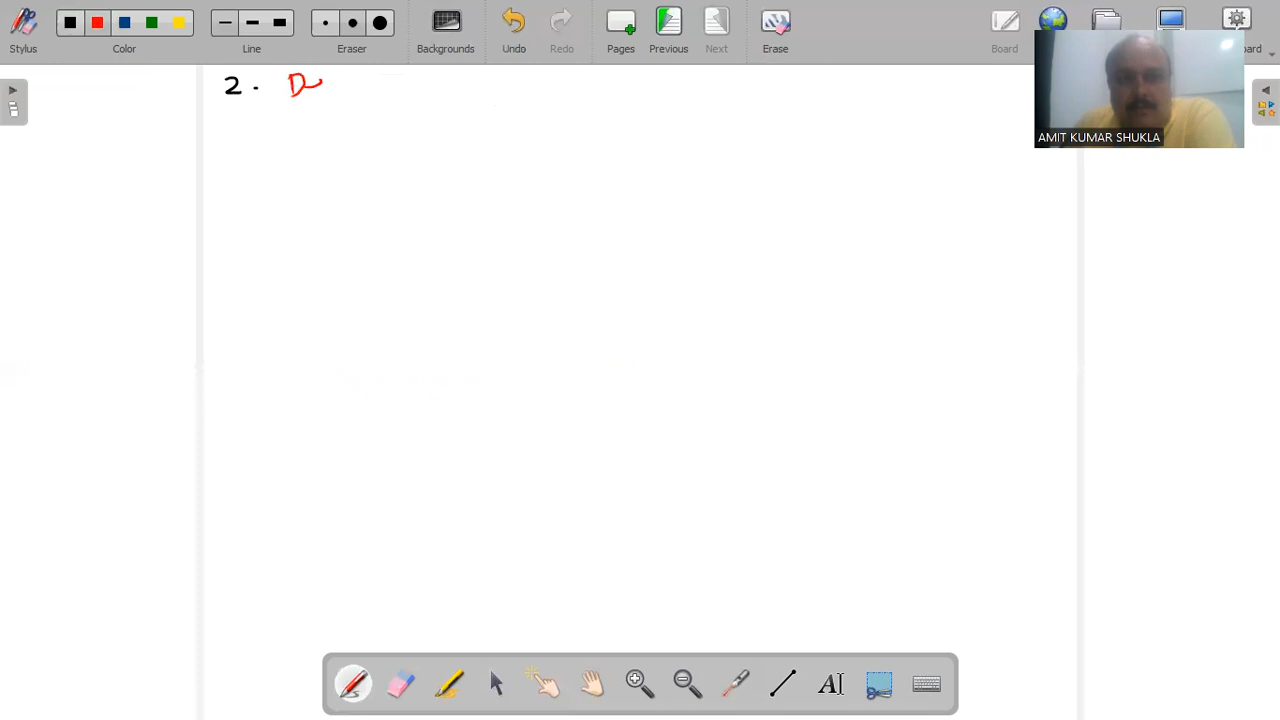 Stylus
Color
Line
Eraser
Backgrounds
Undo
Redo
Pages
Previous
Next
Erase
Board
AMIT KUMAR SHUKLA
2. D